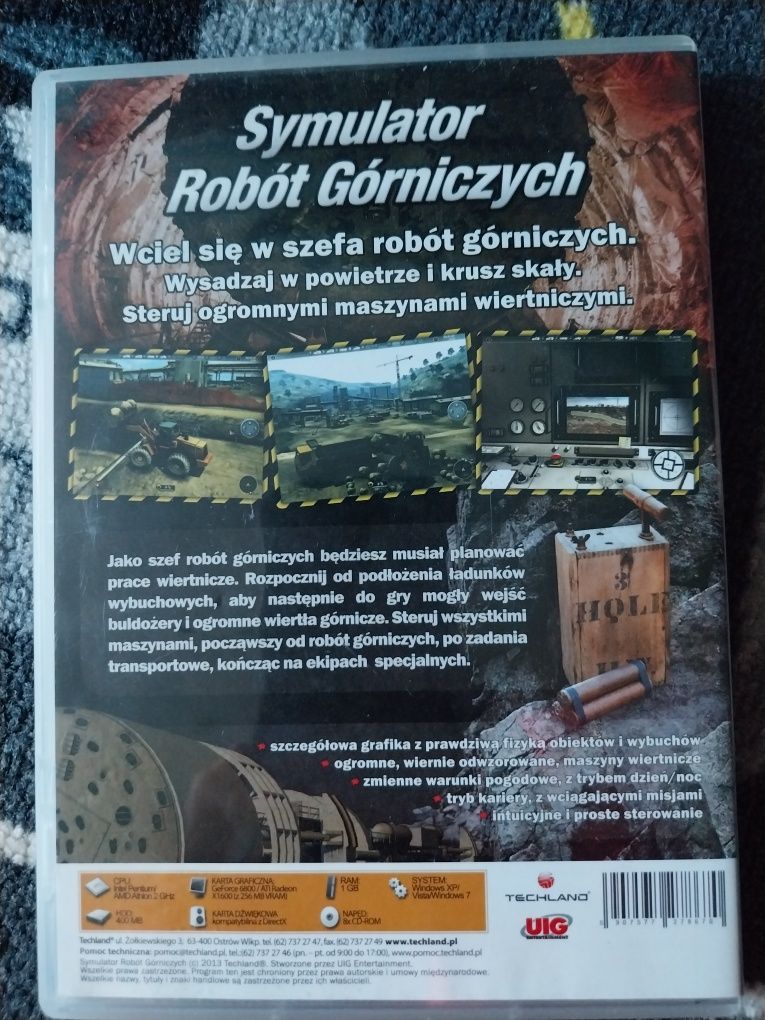 Symulator
Robót Górniczych
Wciel się w szefa robót górniczych.
Wysadzaj w powietrze i krusz skały.
Steruj ogromnymi maszynami wiertniczymi.
Jako szef robót górniczych będziesz musiał planować
prace wiertnicze. Rozpocznij od podłożenia ładunków
wybuchowych, aby następnie do gry mogły wejść
buldożery i ogromne wiertła górnicze. Steruj wszystkimi
maszynami, począwszy od robót górniczych, po zadania
transportowe, kończąc na ekipach specjalnych.
3
HOLE
szczegółowa grafika z prawdziwą fizyką obiektów i wybuchów
ogromne, wiernie odwzorowane, maszyny wiertnicze
zmienne warunki pogodowe, z trybem dzień/noc
tryb kariery, z wciągającymi misjami
intuicyjne i proste sterowanie
CPU:
Intel Pentium/
AMD Athlon 2 GHz
KARTA GRAFICZNA:
GeForce 6800 / ATI Radeon
X1600 (z 256 MB VRAM)
RAM:
1 GB
SYSTEM:
Windows XP/
Vista/Windows 7
HDD:
400 MB
KARTA DŹWIĘKOWA
kompatybilna z DirectX
NAPĘD:
8x CD-ROM
TECHLAND
UIG
ENTERTAINMENT
Techland® ul. Żółkiewskiego 3; 63-400 Ostrów Wlkp. tel. (62) 737 27 47, fax.(62) 737 27 49 www.techland.pl
Pomoc techniczna: pomoc@techland.pl, tel.:(62) 737 27 46 (pn. – pt. od 9:00 do 17:00), www.pomoc.techland.pl
Symulator Robót Górniczych (c) 2013 Techland®. Stworzone przez UIG Entertainment.
Wszelkie prawa zastrzeżone. Program ten jest chroniony przez prawa autorskie i umowy międzynarodowe.
Wszelkie nazwy, tytuły i znaki handlowe są zastrzeżone przez ich właścicieli.